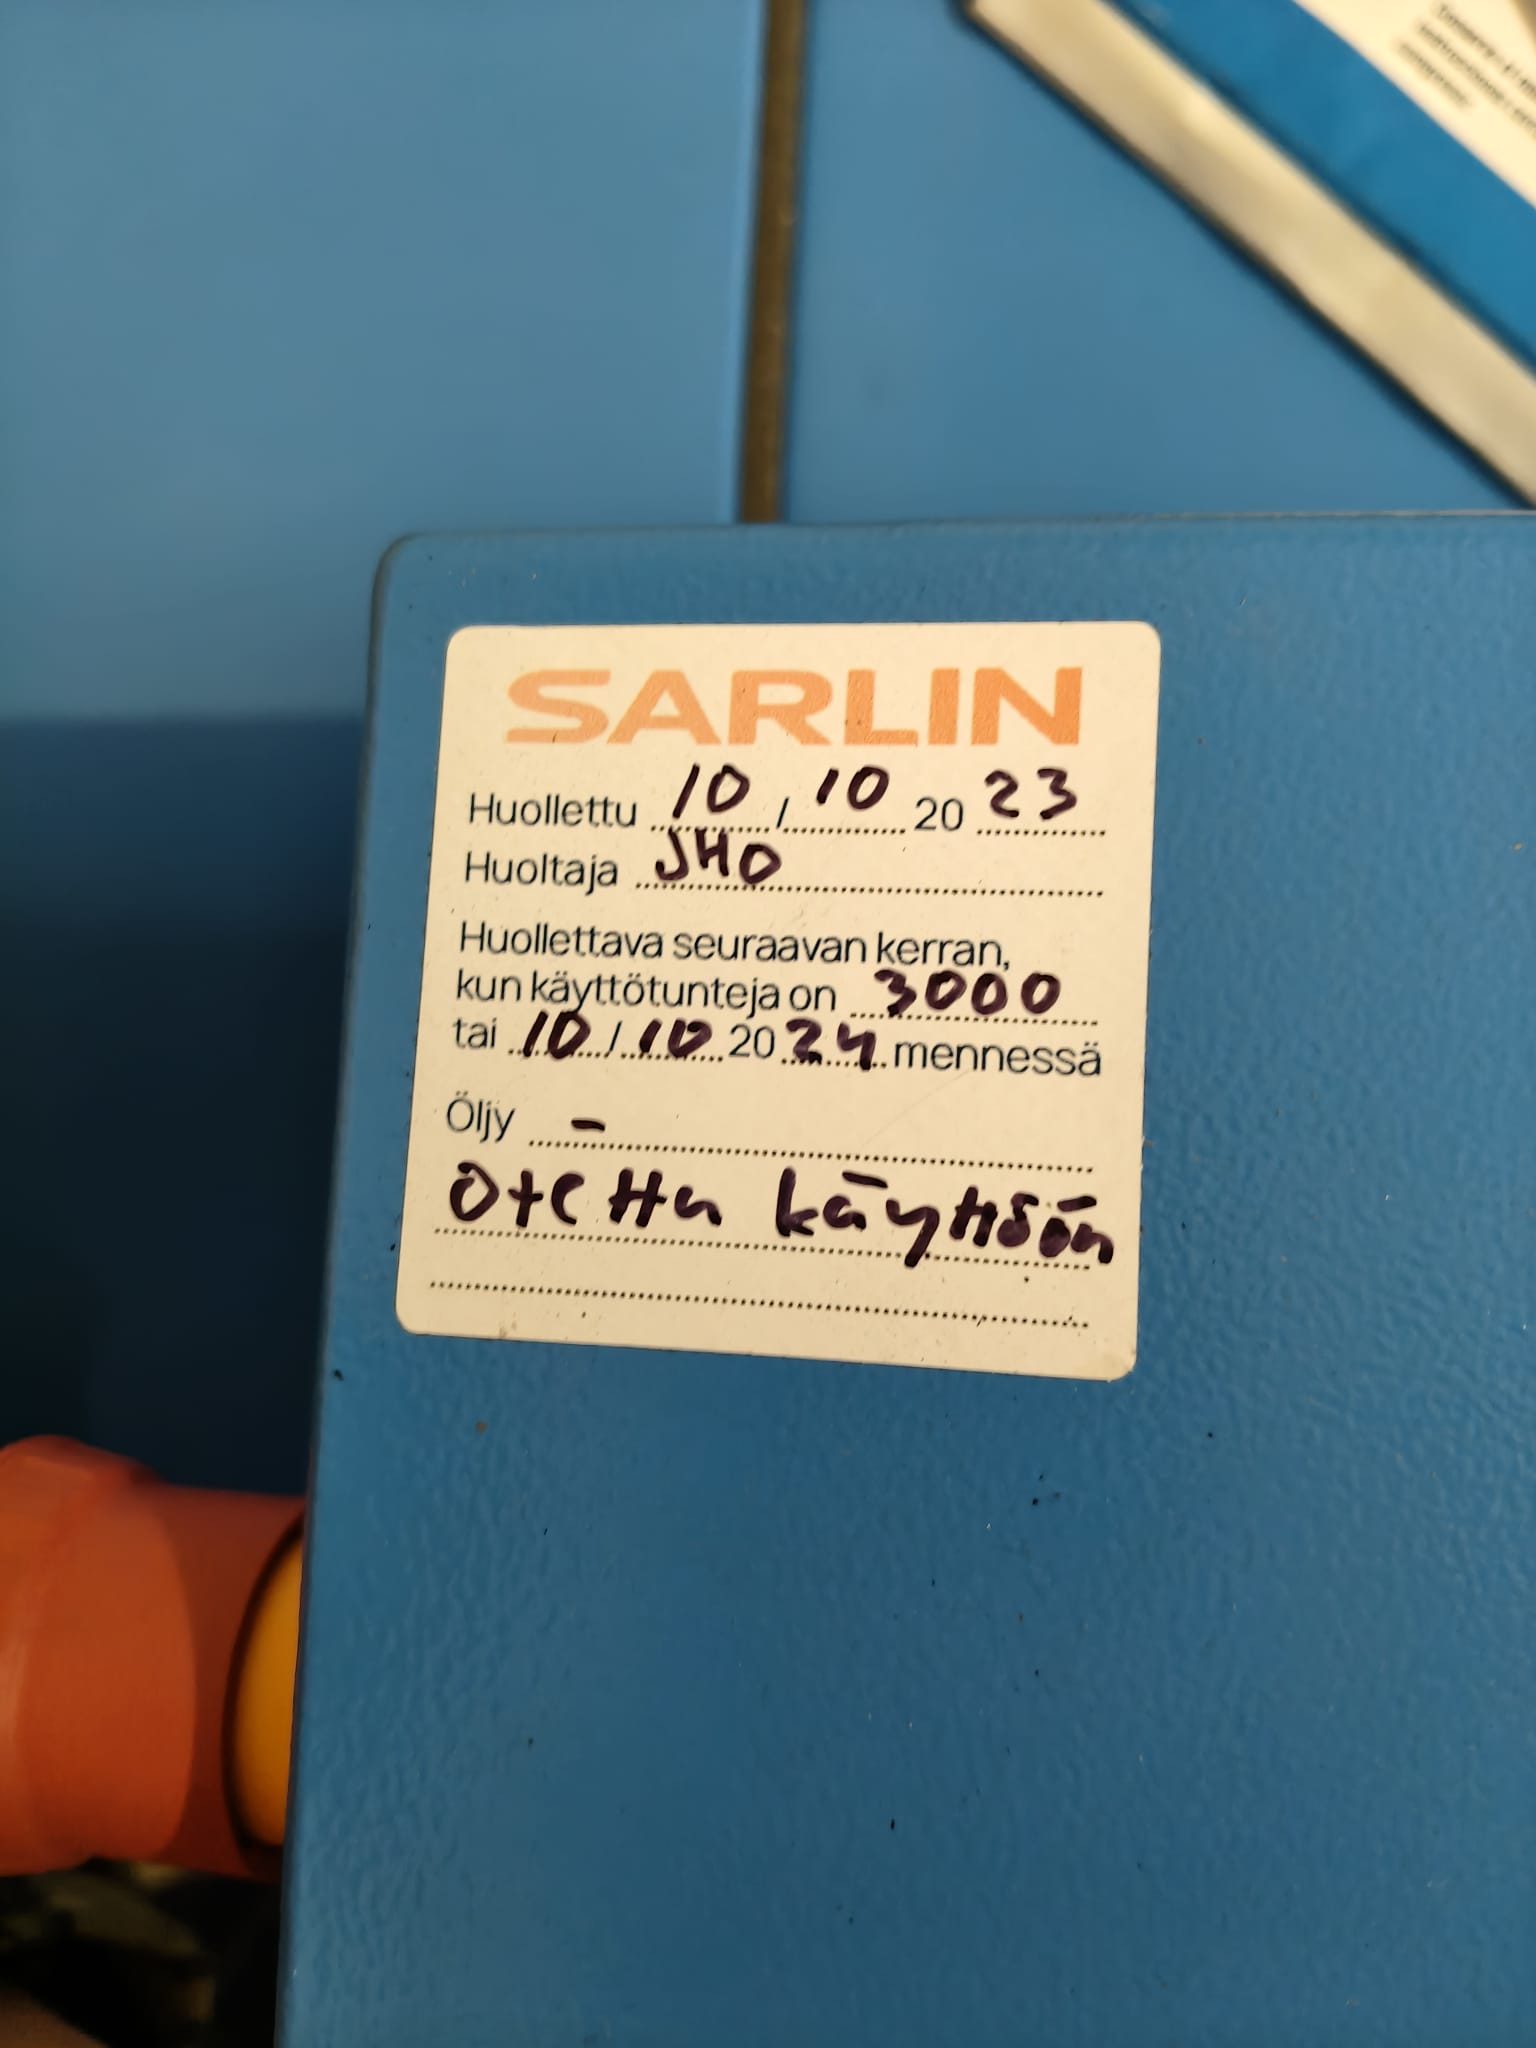 SARLIN
Huollettu 10 / 10 20 23
Huoltaja JHO
Huollettava seuraavan kerran,
kun käyttötunteja on 3000
tai 10 / 10 20 24 mennessä
Öljy -
Otettu käyttöön